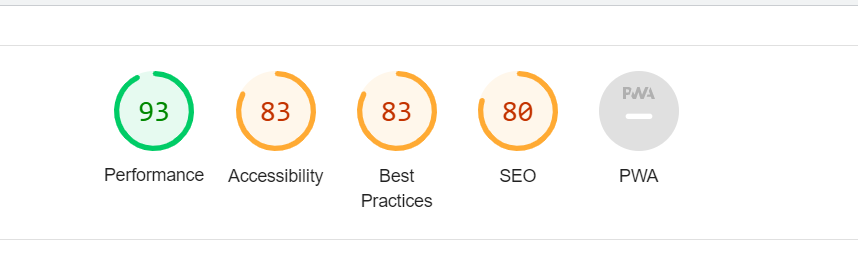 93
83
83
80
PWA
Performance
Accessibility
Best
Practices
SEO
PWA